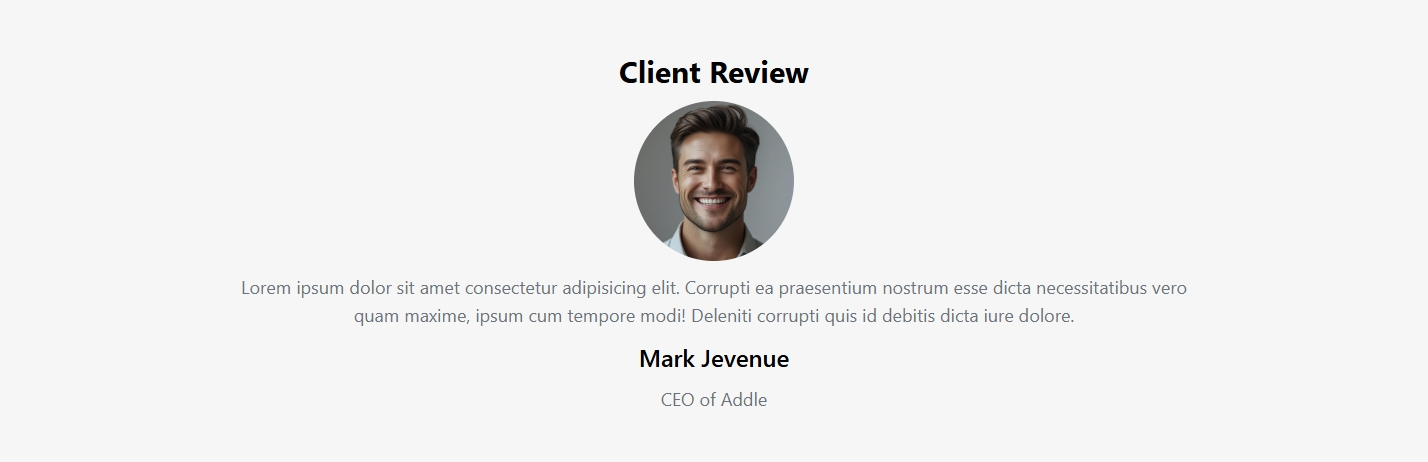 Client Review
Lorem ipsum dolor sit amet consectetur adipisicing elit. Corrupti ea praesentium nostrum esse dicta necessitatibus vero
quam maxime, ipsum cum tempore modi! Deleniti corrupti quis id debitis dicta iure dolore.
Mark Jevenue
CEO of Addle